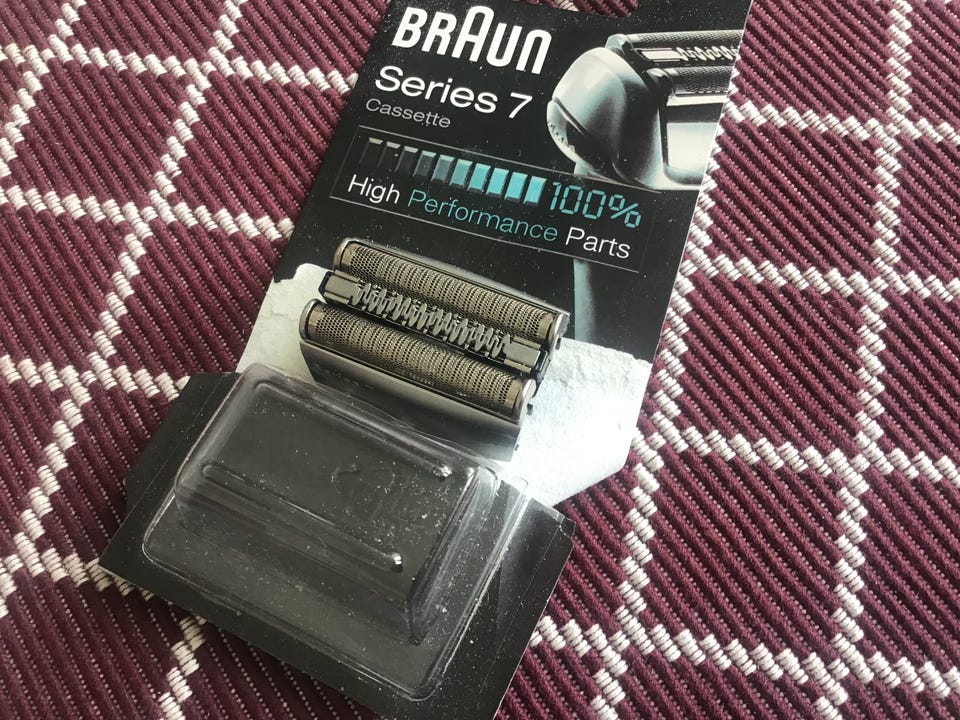 BRAUN
Series 7
Cassette
100%
High Performance Parts